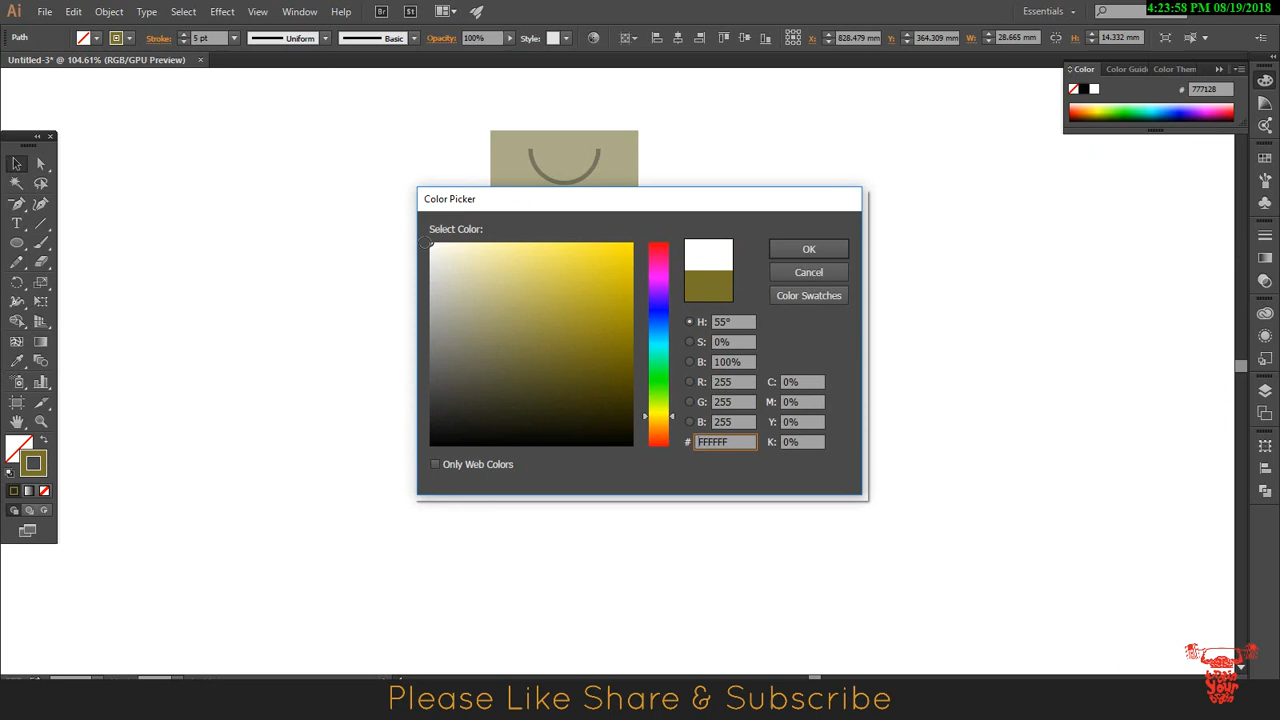 4:23:58 PM 08/19/2018
Ai File Edit Object Type Select Effect View Window Help Br St Essentials
Path Stroke: 5 pt Uniform Basic Opacity: 100% Style: X: 828.479 mm Y: 364.309 mm W: 28.665 mm H: 14.332 mm
Untitled-3* @ 104.61% (RGB/GPU Preview) ×
Color Color Guide Color Them
# 777128
Color Picker
Select Color:
OK
Cancel
Color Swatches
H: 55°
S: 0%
B: 100%
R: 255 C: 0%
G: 255 M: 0%
B: 255 Y: 0%
# FFFFFF K: 0%
Only Web Colors
Please Like Share & Subscribe